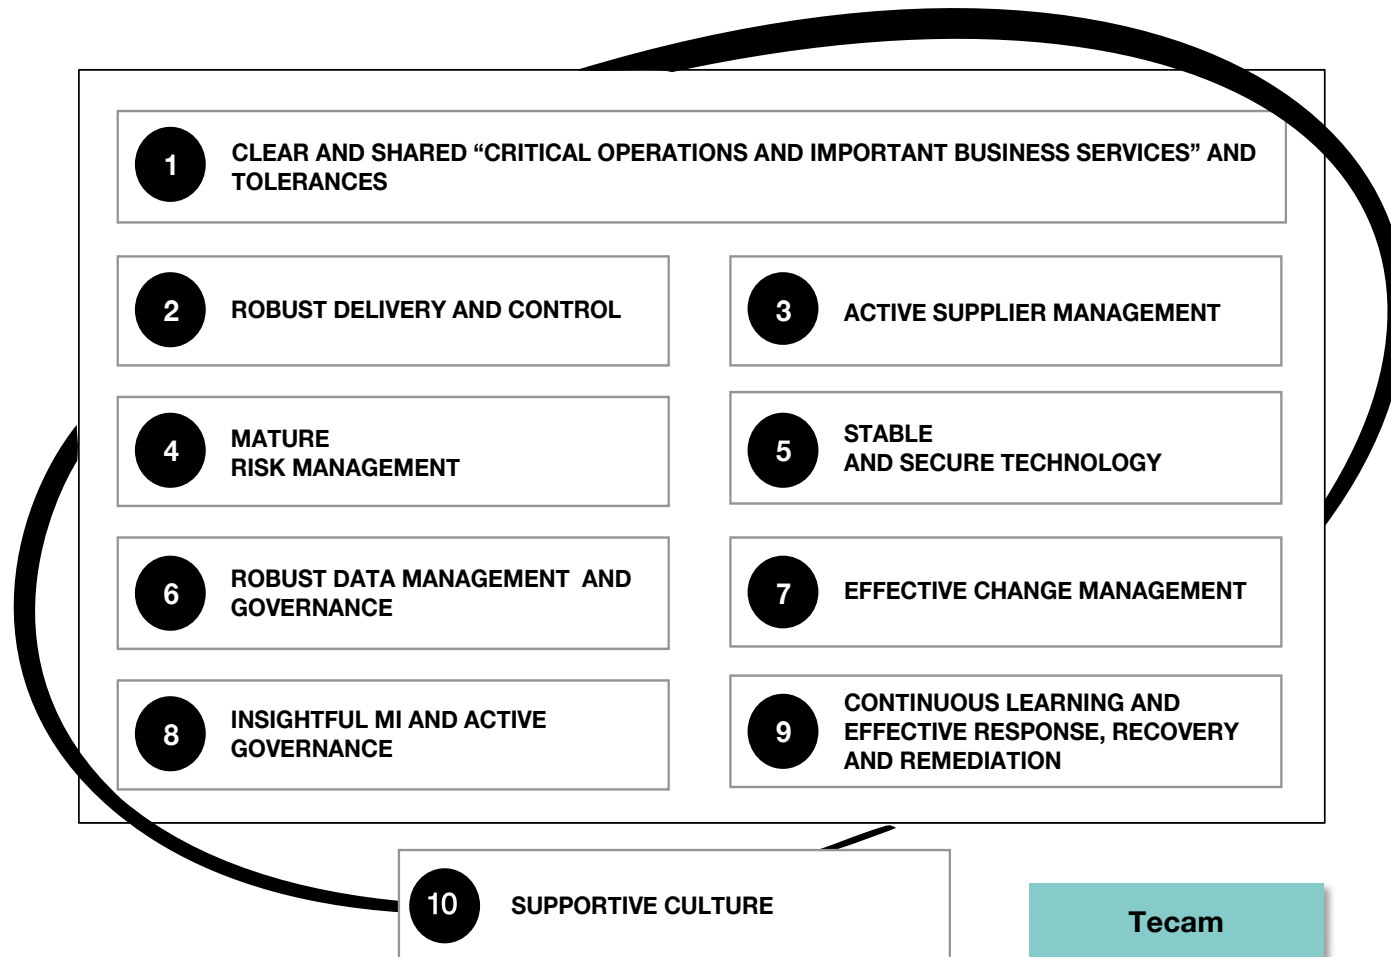 1
CLEAR AND SHARED “CRITICAL OPERATIONS AND IMPORTANT BUSINESS SERVICES” AND
TOLERANCES
2
ROBUST DELIVERY AND CONTROL
3
ACTIVE SUPPLIER MANAGEMENT
4
MATURE
RISK MANAGEMENT
5
STABLE
AND SECURE TECHNOLOGY
6
ROBUST DATA MANAGEMENT AND
GOVERNANCE
7
EFFECTIVE CHANGE MANAGEMENT
8
INSIGHTFUL MI AND ACTIVE
GOVERNANCE
9
CONTINUOUS LEARNING AND
EFFECTIVE RESPONSE, RECOVERY
AND REMEDIATION
10
SUPPORTIVE CULTURE
Tecam